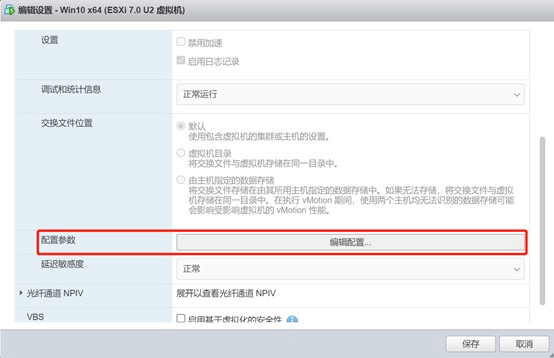 编辑设置 - Win10 x64 (ESXi 7.0 U2 虚拟机)
设置
禁用加速
启用日志记录
调试和统计信息
正常运行
交换文件位置
默认
使用包含虚拟机的集群或主机的设置。
虚拟机目录
将交换文件与虚拟机存储在同一目录中。
由主机指定的数据存储
将交换文件存储在由其所用主机指定的数据存储中。如果无法存储，将交换文件与虚拟
机存储在同一目录中。在执行 vMotion 期间，使用两个主机均无法识别的数据存储可能
会影响受影响虚拟机的 vMotion 性能。
配置参数
编辑配置...
延迟敏感度
正常
光纤通道 NPIV
展开以查看光纤通道 NPIV
VBS
启用基于虚拟化的安全性
保存
取消